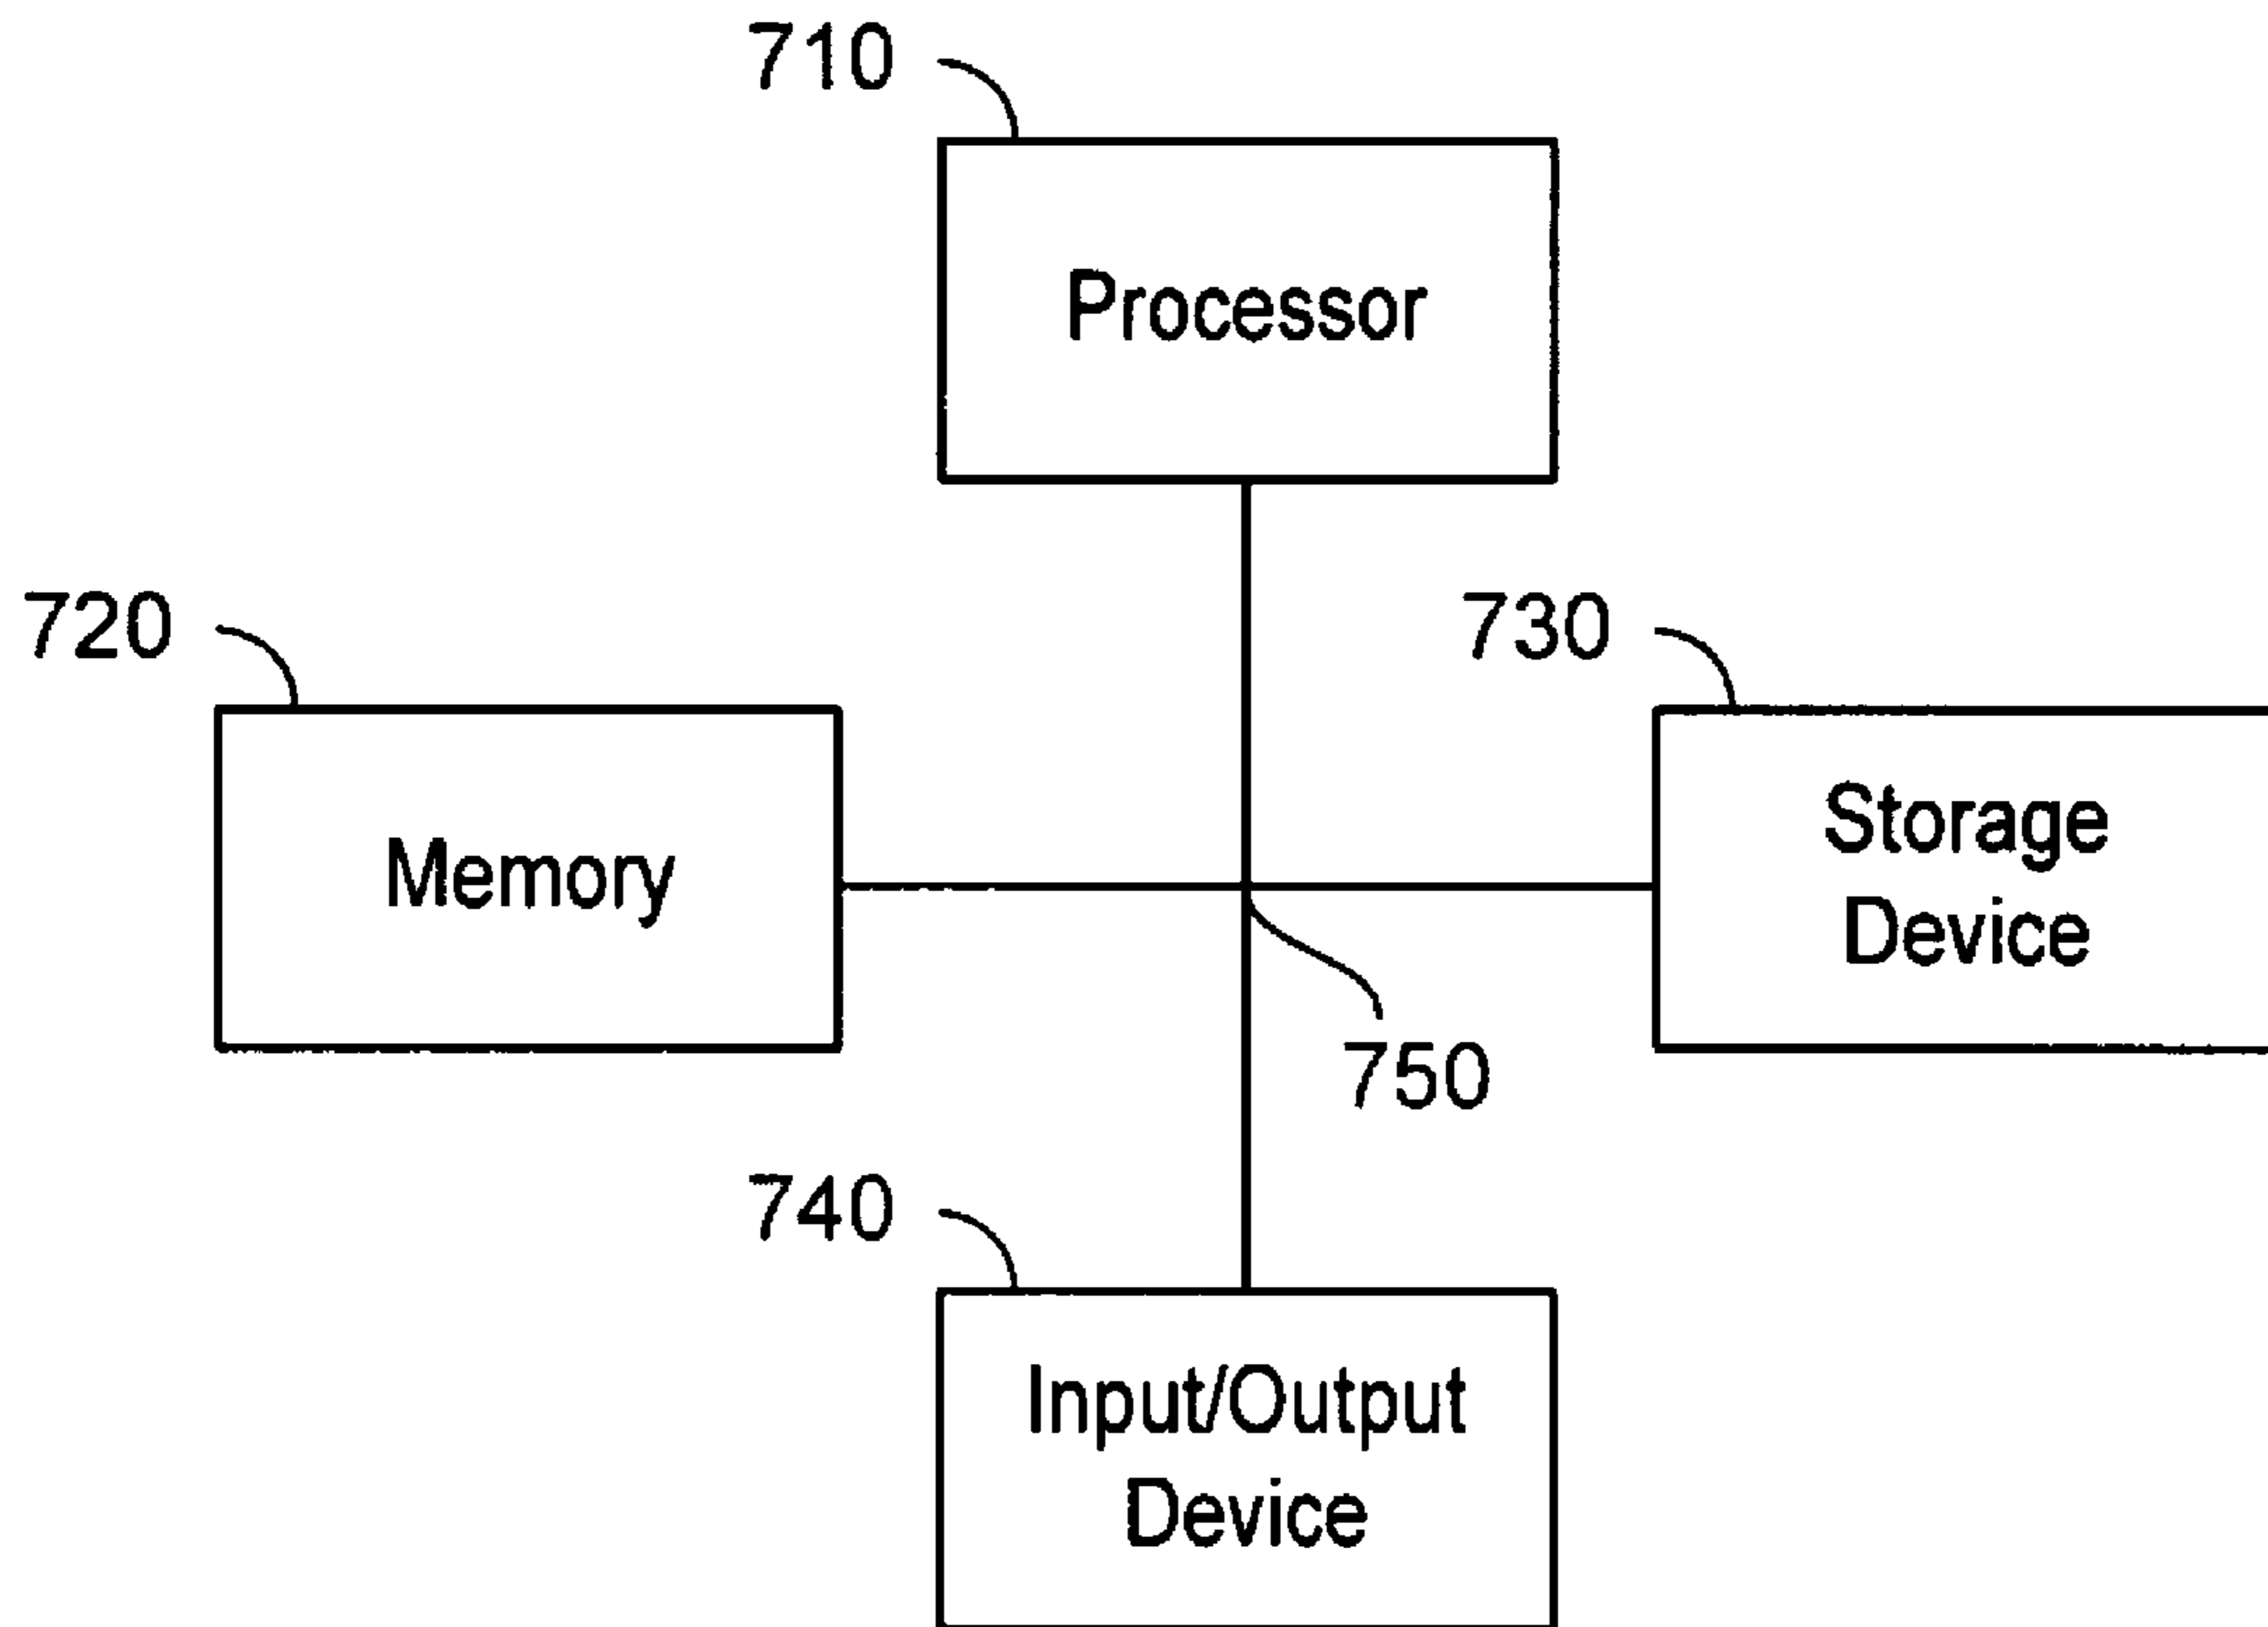 710
Processor
720
730
Memory
Storage
Device
750
740
Input/Output
Device